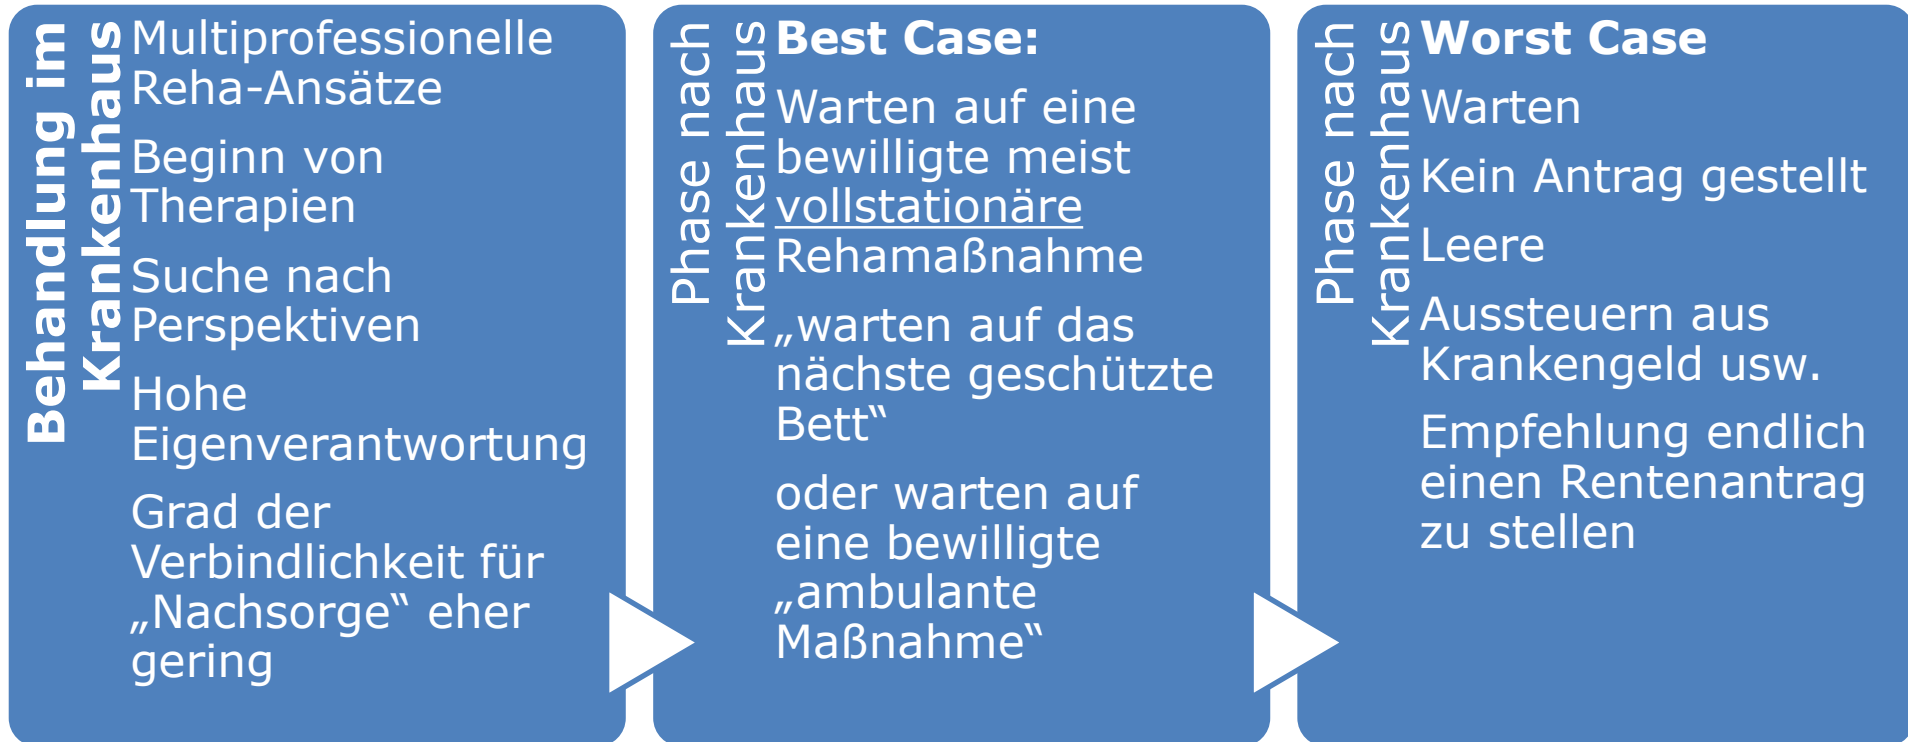 Behandlung im
Krankenhaus
Multiprofessionelle
Reha-Ansätze
Beginn von
Therapien
Suche nach
Perspektiven
Hohe
Eigenverantwortung
Grad der
Verbindlichkeit für
„Nachsorge“ eher
gering
Phase nach
Krankenhaus
Best Case:
Warten auf eine
bewilligte meist
vollstationäre
Rehamaßnahme
„warten auf das
nächste geschützte
Bett“
oder warten auf
eine bewilligte
„ambulante
Maßnahme“
Phase nach
Krankenhaus
Worst Case
Warten
Kein Antrag gestellt
Leere
Aussteuern aus
Krankengeld usw.
Empfehlung endlich
einen Rentenantrag
zu stellen